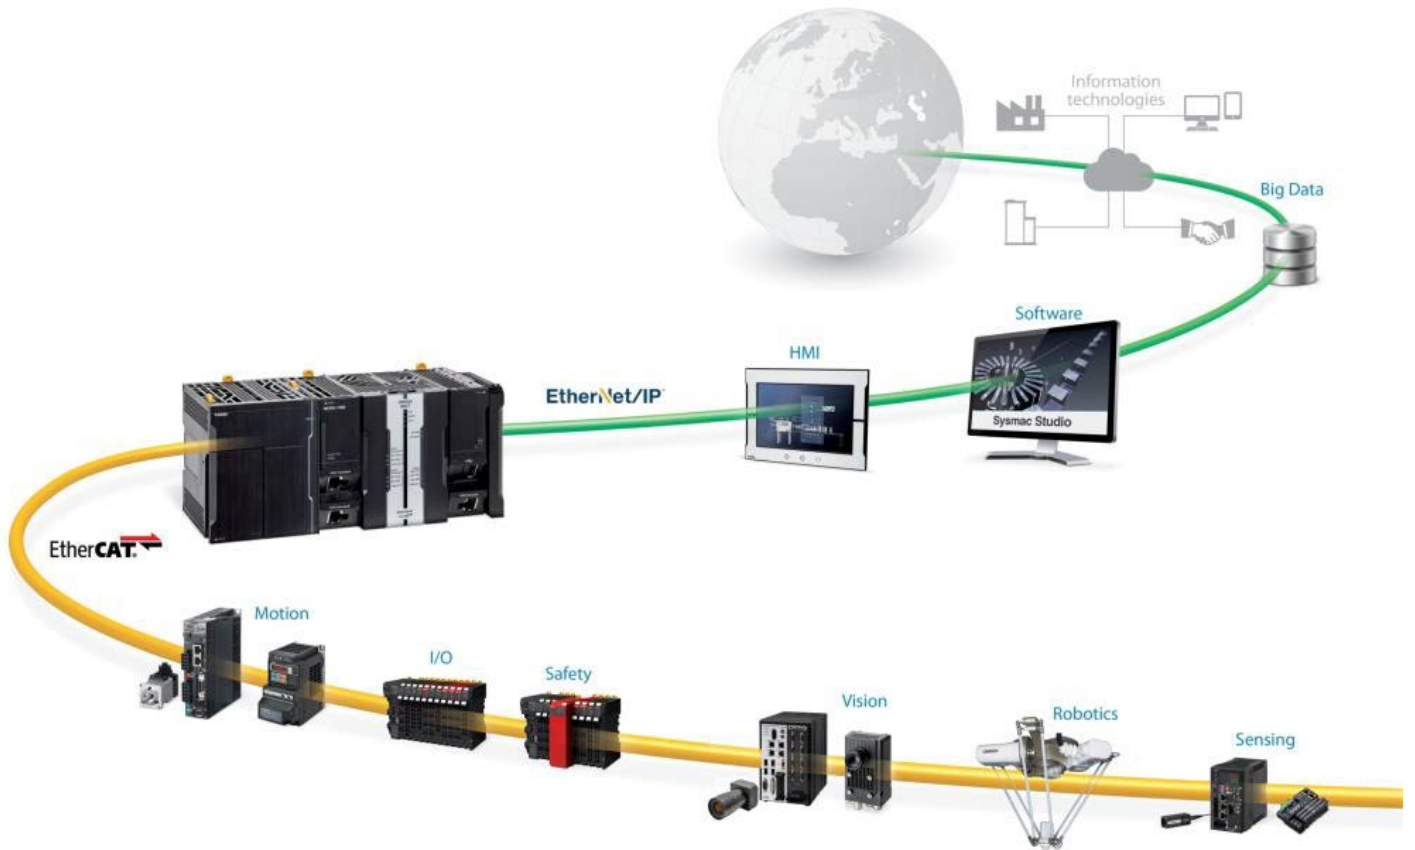 Information
technologies
Big Data
Software
HMI
EtherNet/IP
Sysmac Studio
EtherCAT
Motion
I/O
Safety
Vision
Robotics
Sensing